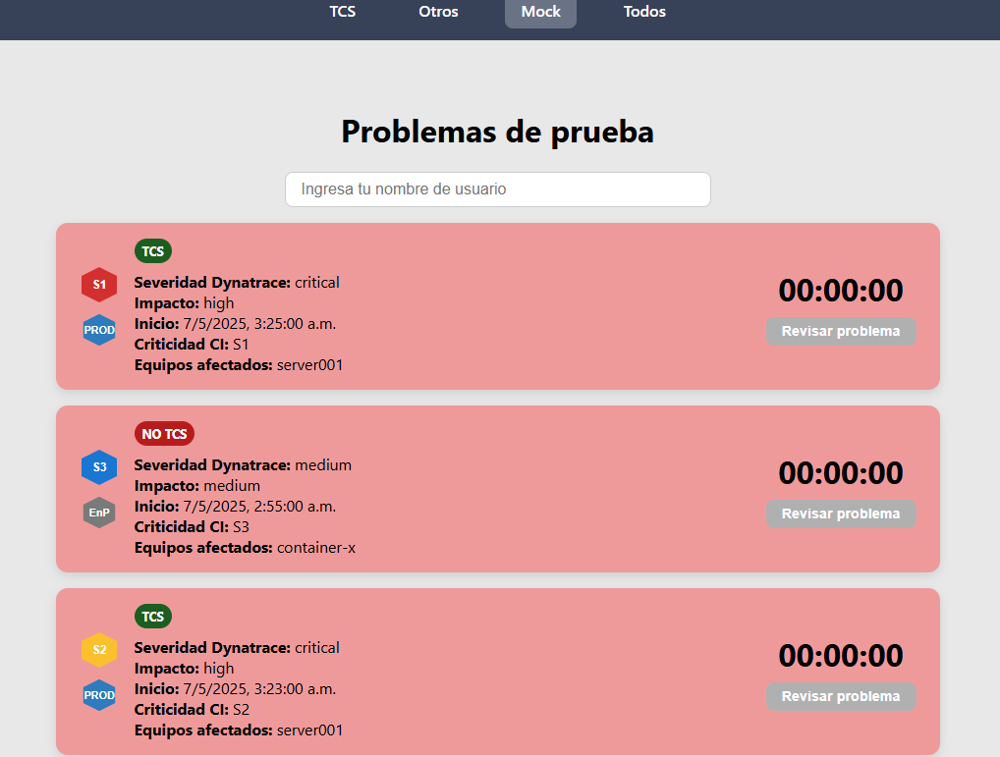 TCS Otros Mock Todos
Problemas de prueba
Ingresa tu nombre de usuario
TCS
S1
PROD
Severidad Dynatrace: critical
Impacto: high
Inicio: 7/5/2025, 3:25:00 a.m.
Criticidad CI: S1
Equipos afectados: server001
00:00:00
Revisar problema
NO TCS
S3
EnP
Severidad Dynatrace: medium
Impacto: medium
Inicio: 7/5/2025, 2:55:00 a.m.
Criticidad CI: S3
Equipos afectados: container-x
00:00:00
Revisar problema
TCS
S2
PROD
Severidad Dynatrace: critical
Impacto: high
Inicio: 7/5/2025, 3:23:00 a.m.
Criticidad CI: S2
Equipos afectados: server001
00:00:00
Revisar problema